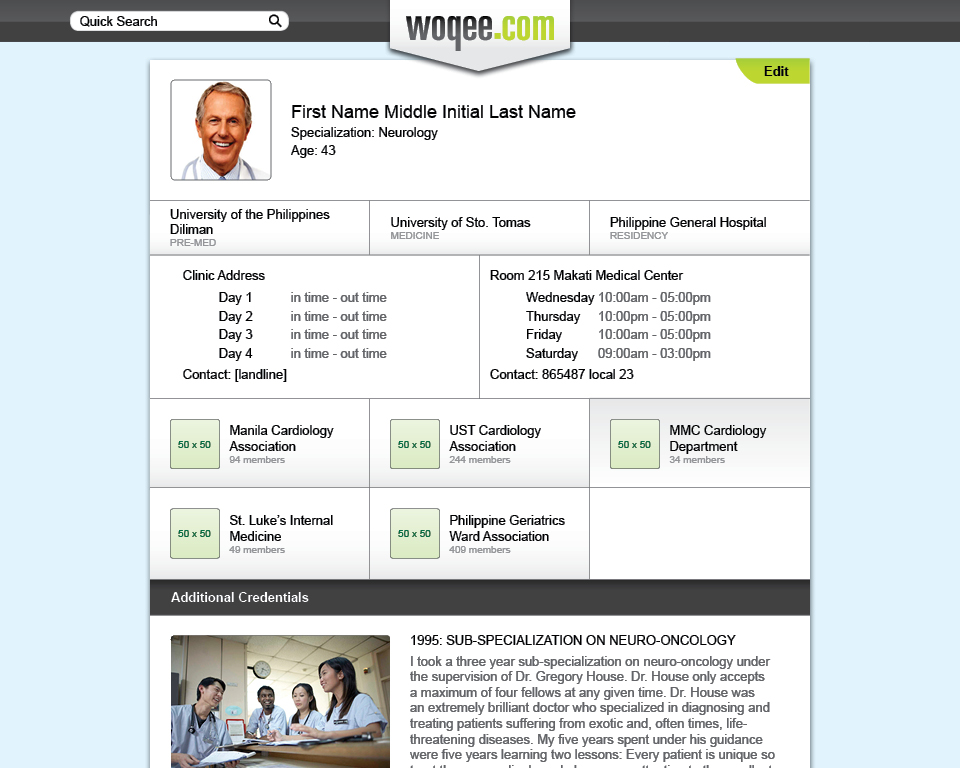 Quick Search
woqee.com
Edit
First Name Middle Initial Last Name
Specialization: Neurology
Age: 43
University of the Philippines
Diliman
PRE-MED
University of Sto. Tomas
MEDICINE
Philippine General Hospital
RESIDENCY
Clinic Address
Day 1 in time - out time
Day 2 in time - out time
Day 3 in time - out time
Day 4 in time - out time
Contact: [landline]
Room 215 Makati Medical Center
Wednesday 10:00am - 05:00pm
Thursday 10:00pm - 05:00pm
Friday 10:00am - 05:00pm
Saturday 09:00am - 03:00pm
Contact: 865487 local 23
50 x 50
Manila Cardiology
Association
94 members
50 x 50
UST Cardiology
Association
244 members
50 x 50
MMC Cardiology
Department
34 members
50 x 50
St. Luke's Internal
Medicine
49 members
50 x 50
Philippine Geriatrics
Ward Association
409 members
Additional Credentials
1995: SUB-SPECIALIZATION ON NEURO-ONCOLOGY
I took a three year sub-specialization on neuro-oncology under
the supervision of Dr. Gregory House. Dr. House only accepts
a maximum of four fellows at any given time. Dr. House was
an extremely brilliant doctor who specialized in diagnosing and
treating patients suffering from exotic and, often times, life-
threatening diseases. My five years spent under his guidance
were five years learning two lessons: Every patient is unique so